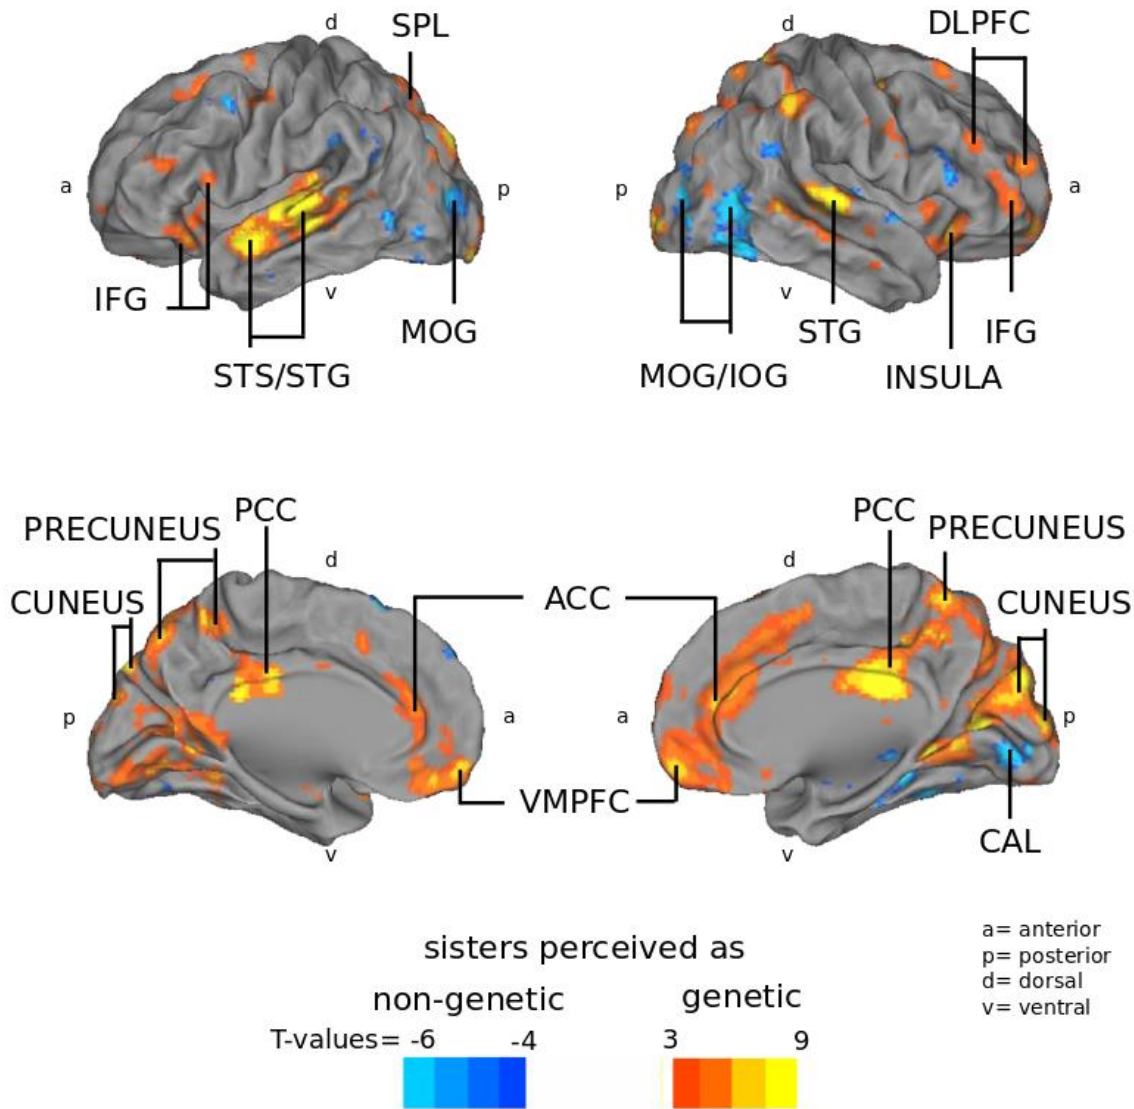 d
SPL
d
DLPFC
a
p
p
a
IFG
v
MOG
v
STG
IFG
STS/STG
MOG/IOG
INSULA
PCC
PCC
PRECUNEUS
PRECUNEUS
d
d
CUNEUS
ACC
CUNEUS
p
a
a
p
VMPFC
CAL
v
v
sisters perceived as
non-genetic
genetic
T-values= -6
-4
3
9
a= anterior
p= posterior
d= dorsal
v= ventral